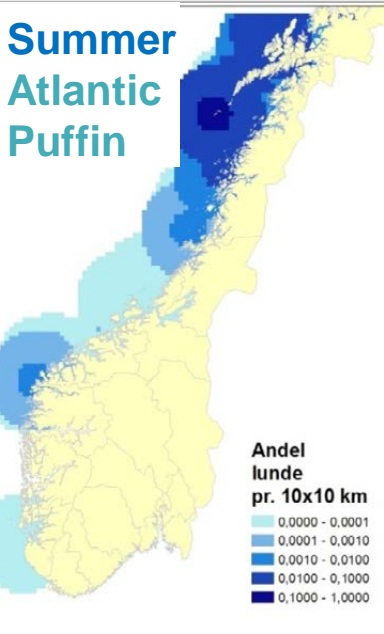 Summer
Atlantic
Puffin
Andel
lunde
pr. 10x10 km
0,0000 - 0,0001
0,0001 - 0,0010
0,0010 - 0,0100
0,0100 - 0,1000
0,1000 - 1,0000